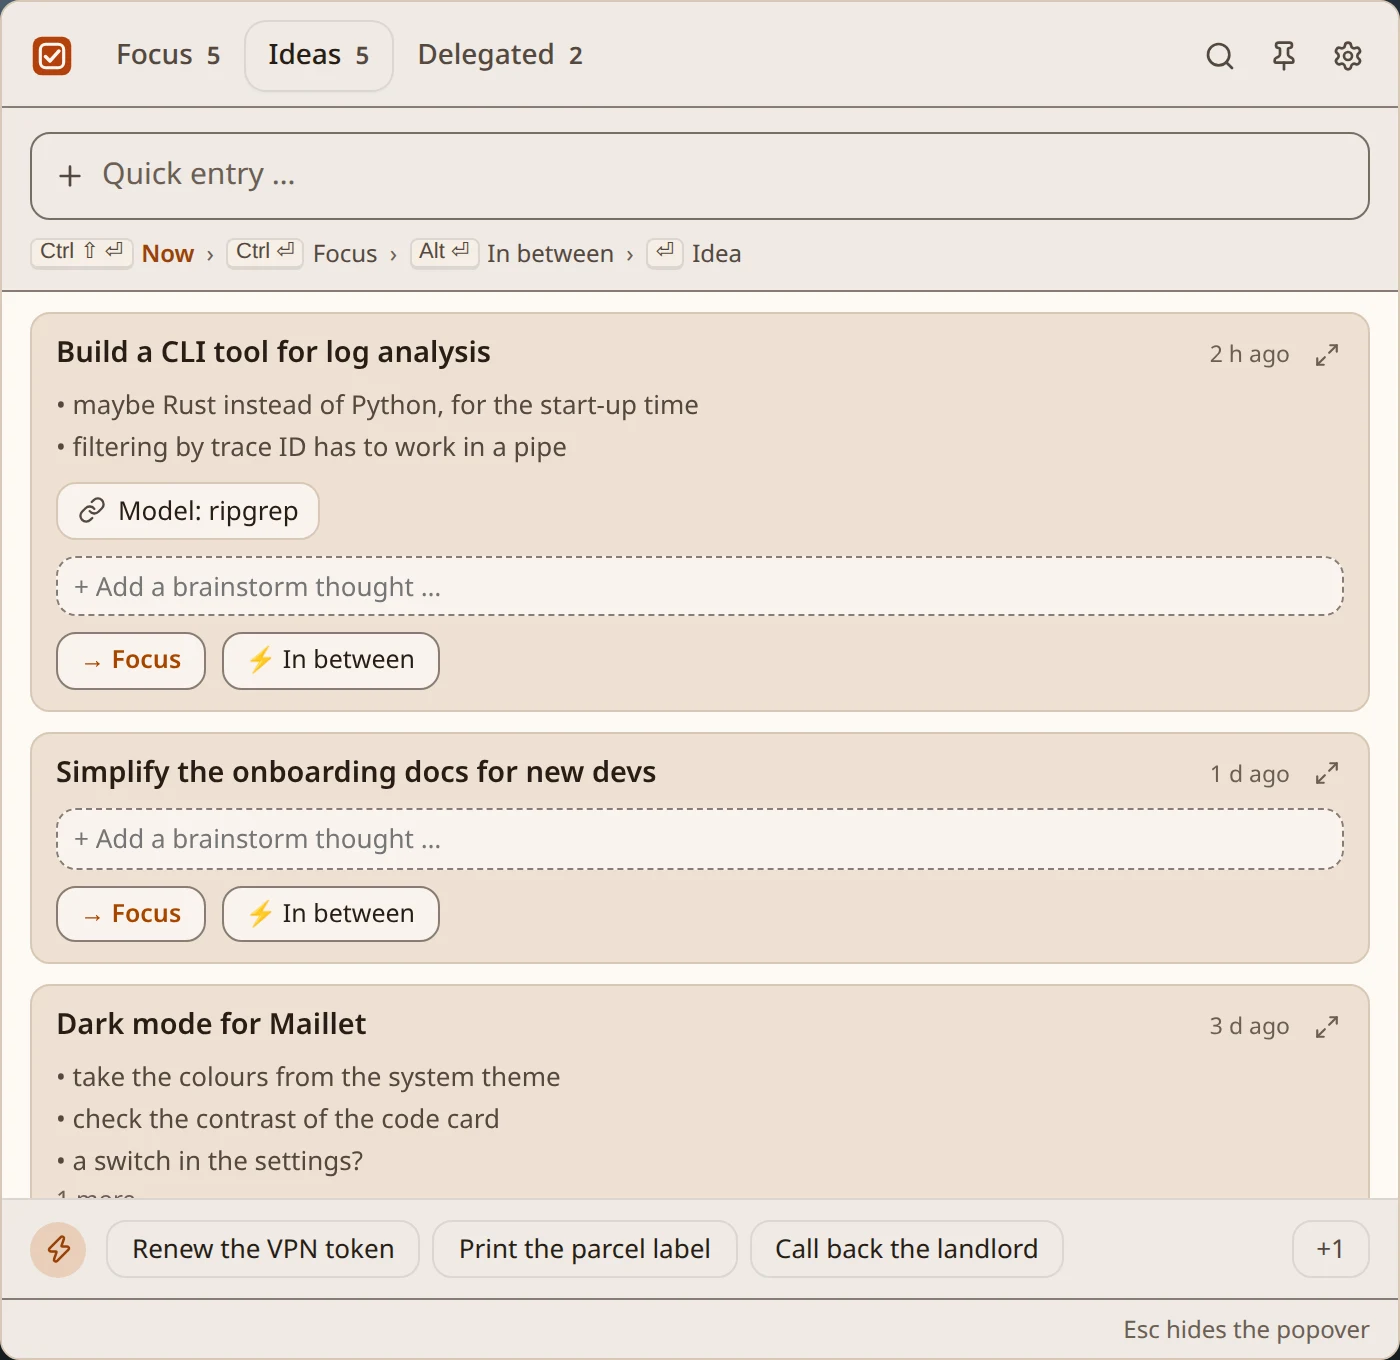 Focus 5 Ideas 5 Delegated 2
+ Quick entry ...
Ctrl ⇧ ⏎ Now › Ctrl ⏎ Focus › Alt ⏎ In between › ⏎ Idea
Build a CLI tool for log analysis 2 h ago
• maybe Rust instead of Python, for the start-up time
• filtering by trace ID has to work in a pipe
Model: ripgrep
+ Add a brainstorm thought ...
→ Focus ⚡ In between
Simplify the onboarding docs for new devs 1 d ago
+ Add a brainstorm thought ...
→ Focus ⚡ In between
Dark mode for Maillet 3 d ago
• take the colours from the system theme
• check the contrast of the code card
• a switch in the settings?
1 more
Renew the VPN token Print the parcel label Call back the landlord +1
Esc hides the popover